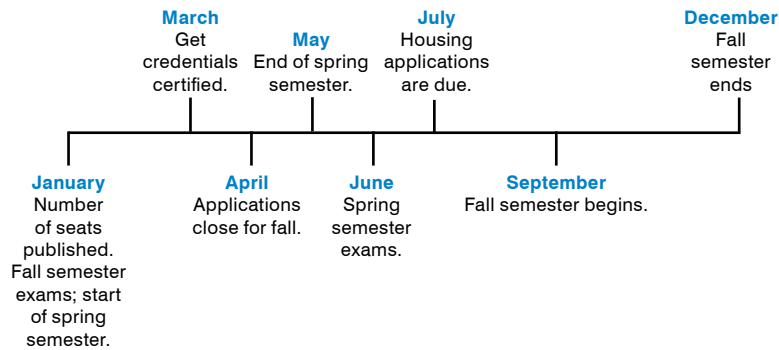 March
Get
credentials
certified.
May
End of spring
semester.
July
Housing
applications
are due.
December
Fall
semester
ends
January
Number
of seats
published.
Fall semester
exams; start
of spring
semester.
April
Applications
close for fall.
June
Spring
semester
exams.
September
Fall semester begins.